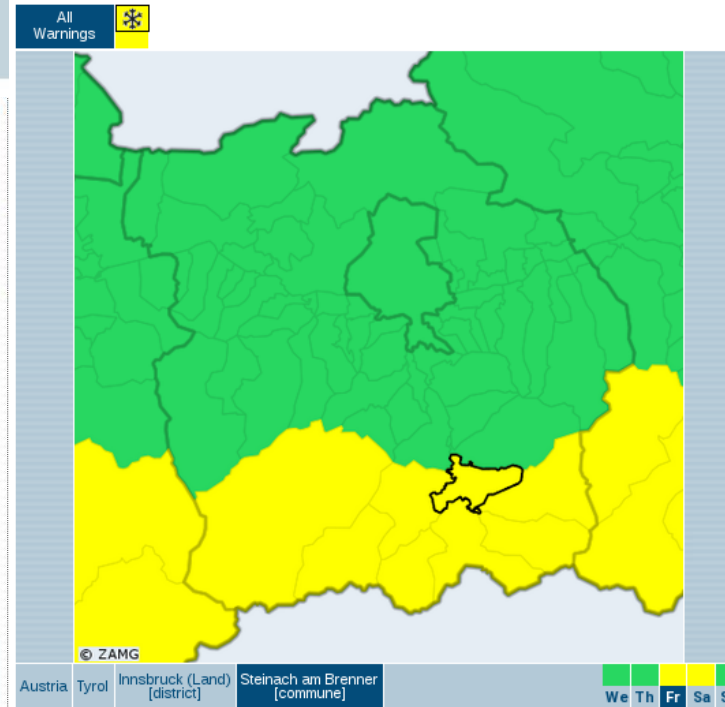 All
Warnings
© ZAMG
Austria
Tyrol
Innsbruck (Land)
[district]
Steinach am Brenner
[commune]
We Th Fr Sa